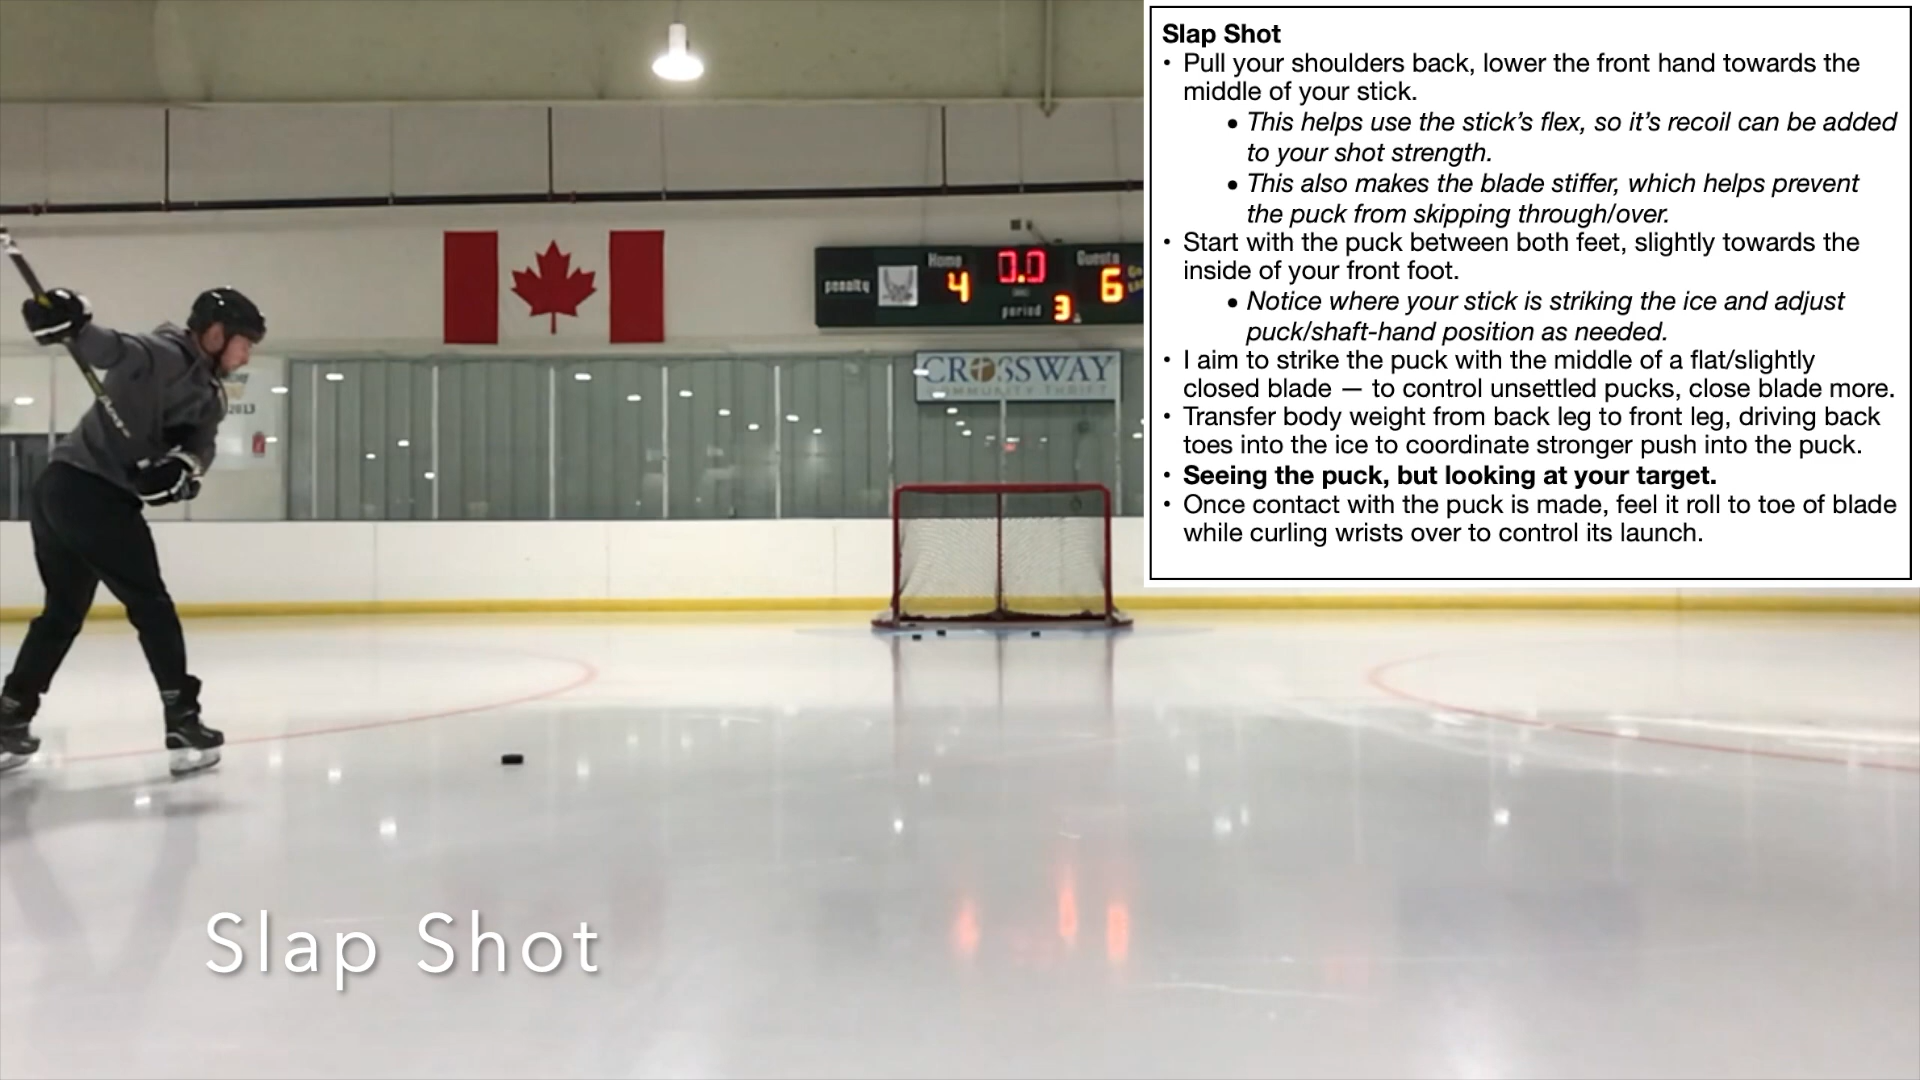 Slap Shot
• Pull your shoulders back, lower the front hand towards the
middle of your stick.
• This helps use the stick's flex, so it's recoil can be added
to your shot strength.
• This also makes the blade stiffer, which helps prevent
the puck from skipping through/over.
• Start with the puck between both feet, slightly towards the
inside of your front foot.
• Notice where your stick is striking the ice and adjust
puck/shaft-hand position as needed.
• I aim to strike the puck with the middle of a flat/slightly
closed blade — to control unsettled pucks, close blade more.
• Transfer body weight from back leg to front leg, driving back
toes into the ice to coordinate stronger push into the puck.
• Seeing the puck, but looking at your target.
• Once contact with the puck is made, feel it roll to toe of blade
while curling wrists over to control its launch.
Home 0.0 Guests
penalty 4 6
period 3
CROSSWAY
COMMUNITY THRIFT
2013
Slap Shot